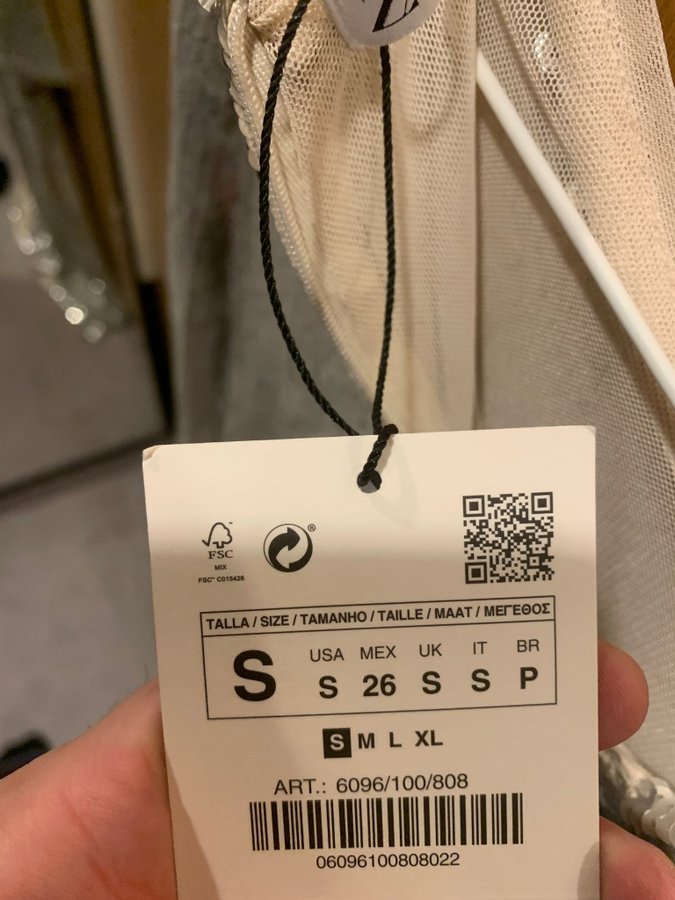 Z
FSC™
MIX
FSC™ C015426
®
TALLA / SIZE / TAMANHO / TAILLE / MAAT / ΜΕΓΕΘΟΣ
S
USA MEX UK IT BR
S 26 S S P
S M L XL
ART.: 6096/100/808
06096100808022